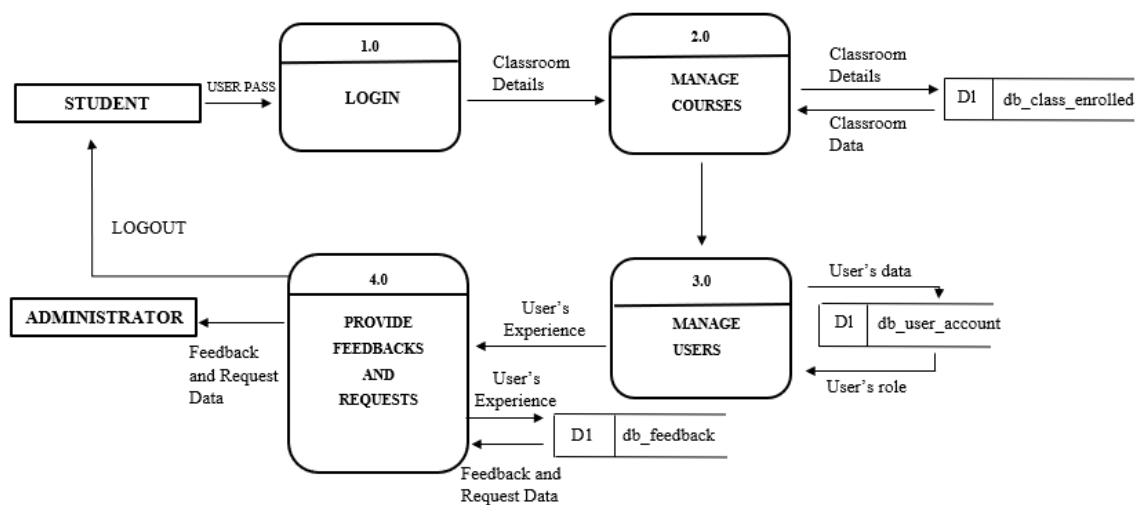 1.0
LOGIN
STUDENT
USER PASS
Classroom
Details
2.0
MANAGE
COURSES
Classroom
Details
D1
db_class_enrolled
Classroom
Data
LOGOUT
4.0
PROVIDE
FEEDBACKS
AND
REQUESTS
ADMINISTRATOR
Feedback
and Request
Data
User's
Experience
3.0
MANAGE
USERS
User's data
D1
db_user_account
User's role
User's
Experience
D1
db_feedback
Feedback and
Request Data